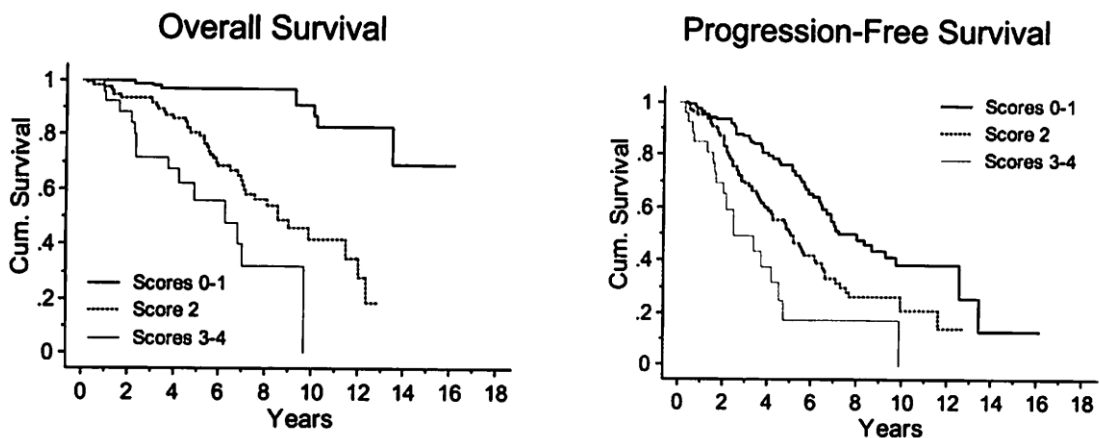 Overall Survival
Cum. Survival
1
.8
.6
.4
.2
0
Scores 0-1
Score 2
Scores 3-4
0 2 4 6 8 10 12 14 16 18
Years
Progression-Free Survival
Cum. Survival
1
.8
.6
.4
.2
0
Scores 0-1
Score 2
Scores 3-4
0 2 4 6 8 10 12 14 16 18
Years